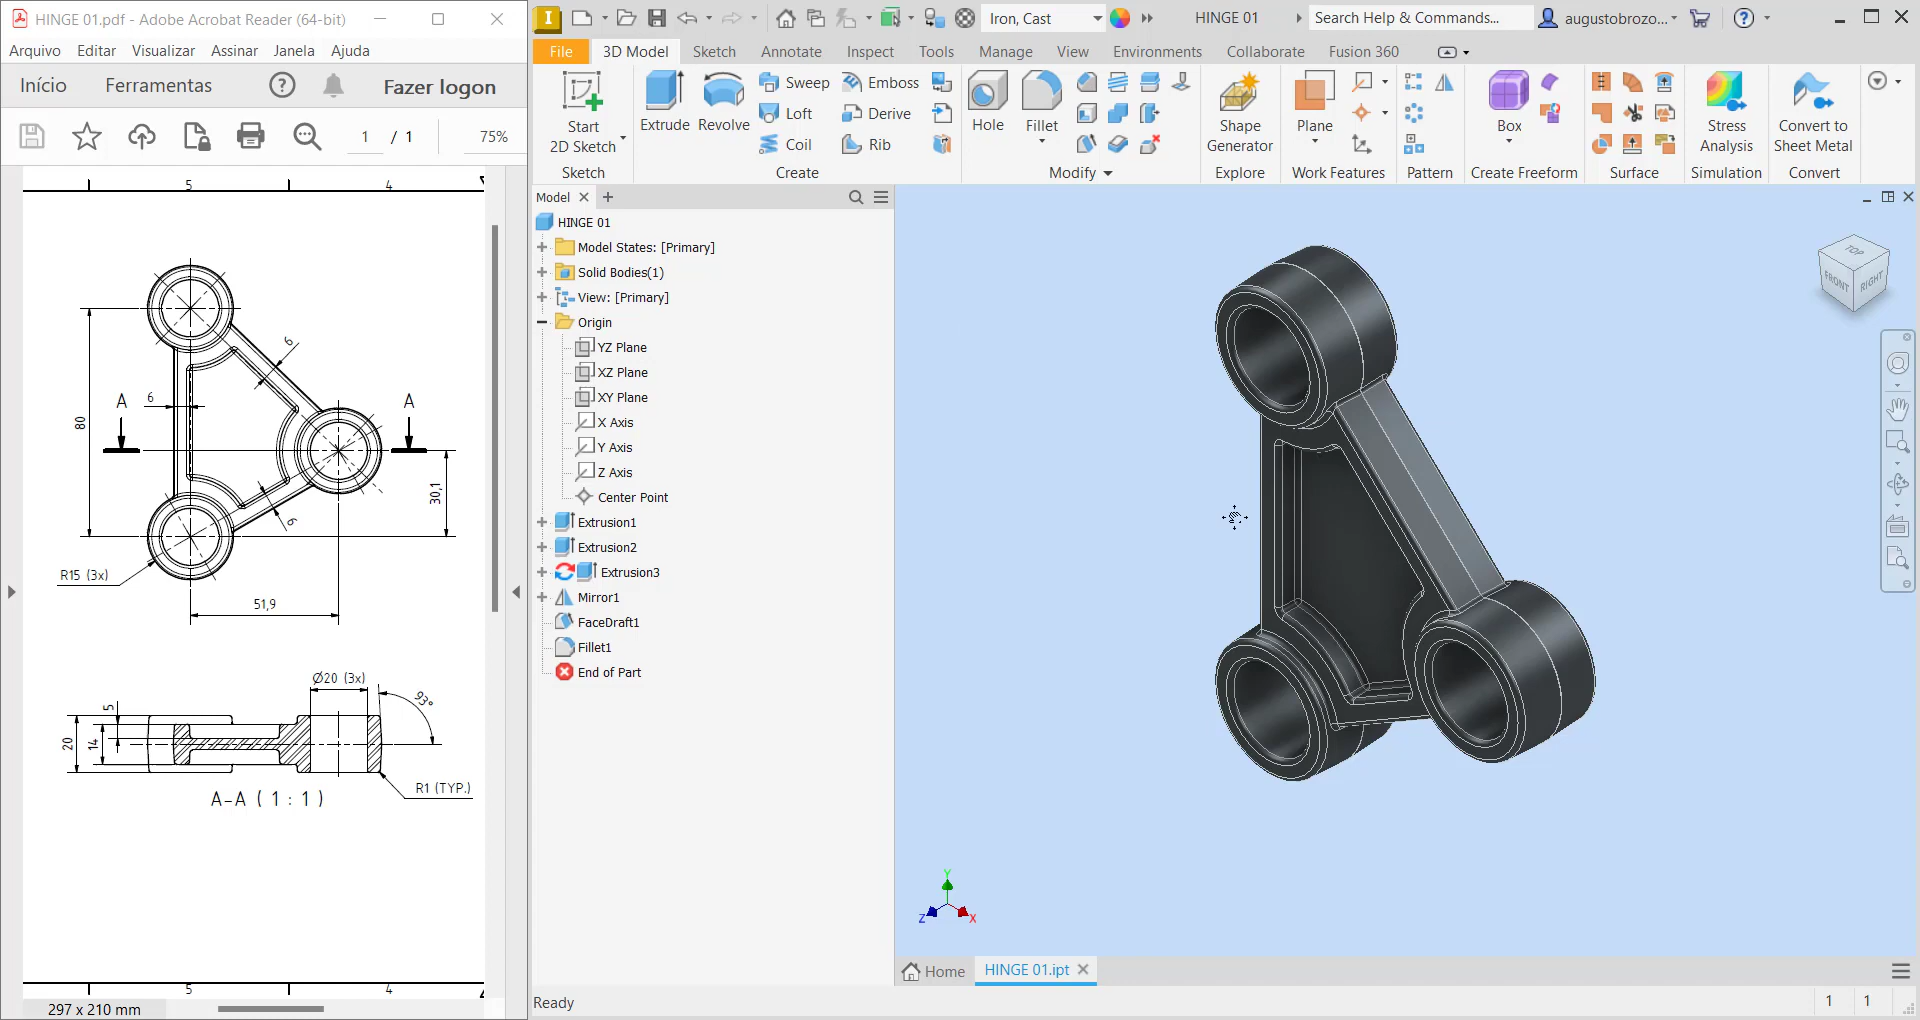 HINGE 01.pdf - Adobe Acrobat Reader (64-bit)
Arquivo Editar Visualizar Assinar Janela Ajuda
Início Ferramentas Fazer logon
1 / 1 75%
5 4
6
80
A 6 A
30,1
6
R15 (3x)
51,9
Ø20 (3x)
93°
5
20
14
R1 (TYP.)
A-A ( 1 : 1 )
5 4
297 x 210 mm
Iron, Cast HINGE 01 Search Help & Commands... augustobrozo...
File 3D Model Sketch Annotate Inspect Tools Manage View Environments Collaborate Fusion 360
Start
2D Sketch
Sketch
Extrude
Revolve
Sweep
Loft
Coil
Emboss
Derive
Rib
Create
Hole
Fillet
Modify
Shape
Generator
Explore
Plane
Work Features
Pattern
Box
Create Freeform
Surface
Stress
Analysis
Simulation
Convert to
Sheet Metal
Convert
Model
HINGE 01
Model States: [Primary]
Solid Bodies(1)
View: [Primary]
Origin
YZ Plane
XZ Plane
XY Plane
X Axis
Y Axis
Z Axis
Center Point
Extrusion1
Extrusion2
Extrusion3
Mirror1
FaceDraft1
Fillet1
End of Part
TOP
FRONT RIGHT
Y
Z X
Home HINGE 01.ipt
Ready 1 1